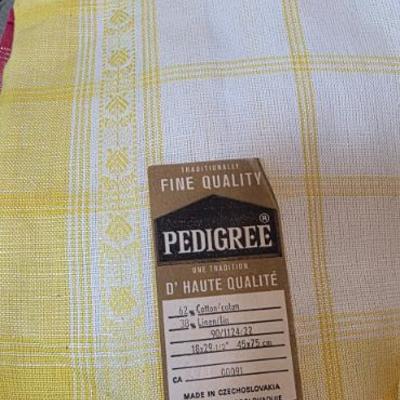 TRADITIONALLY
FINE QUALITY
PEDIGREE®
UNE TRADITION
D' HAUTE QUALITÉ
62% Cotton/coton
38% Linen/lin
90/1124/22
18x29 1/2" 45x75 cm
CA 00091
MADE IN CZECHOSLOVAKIA